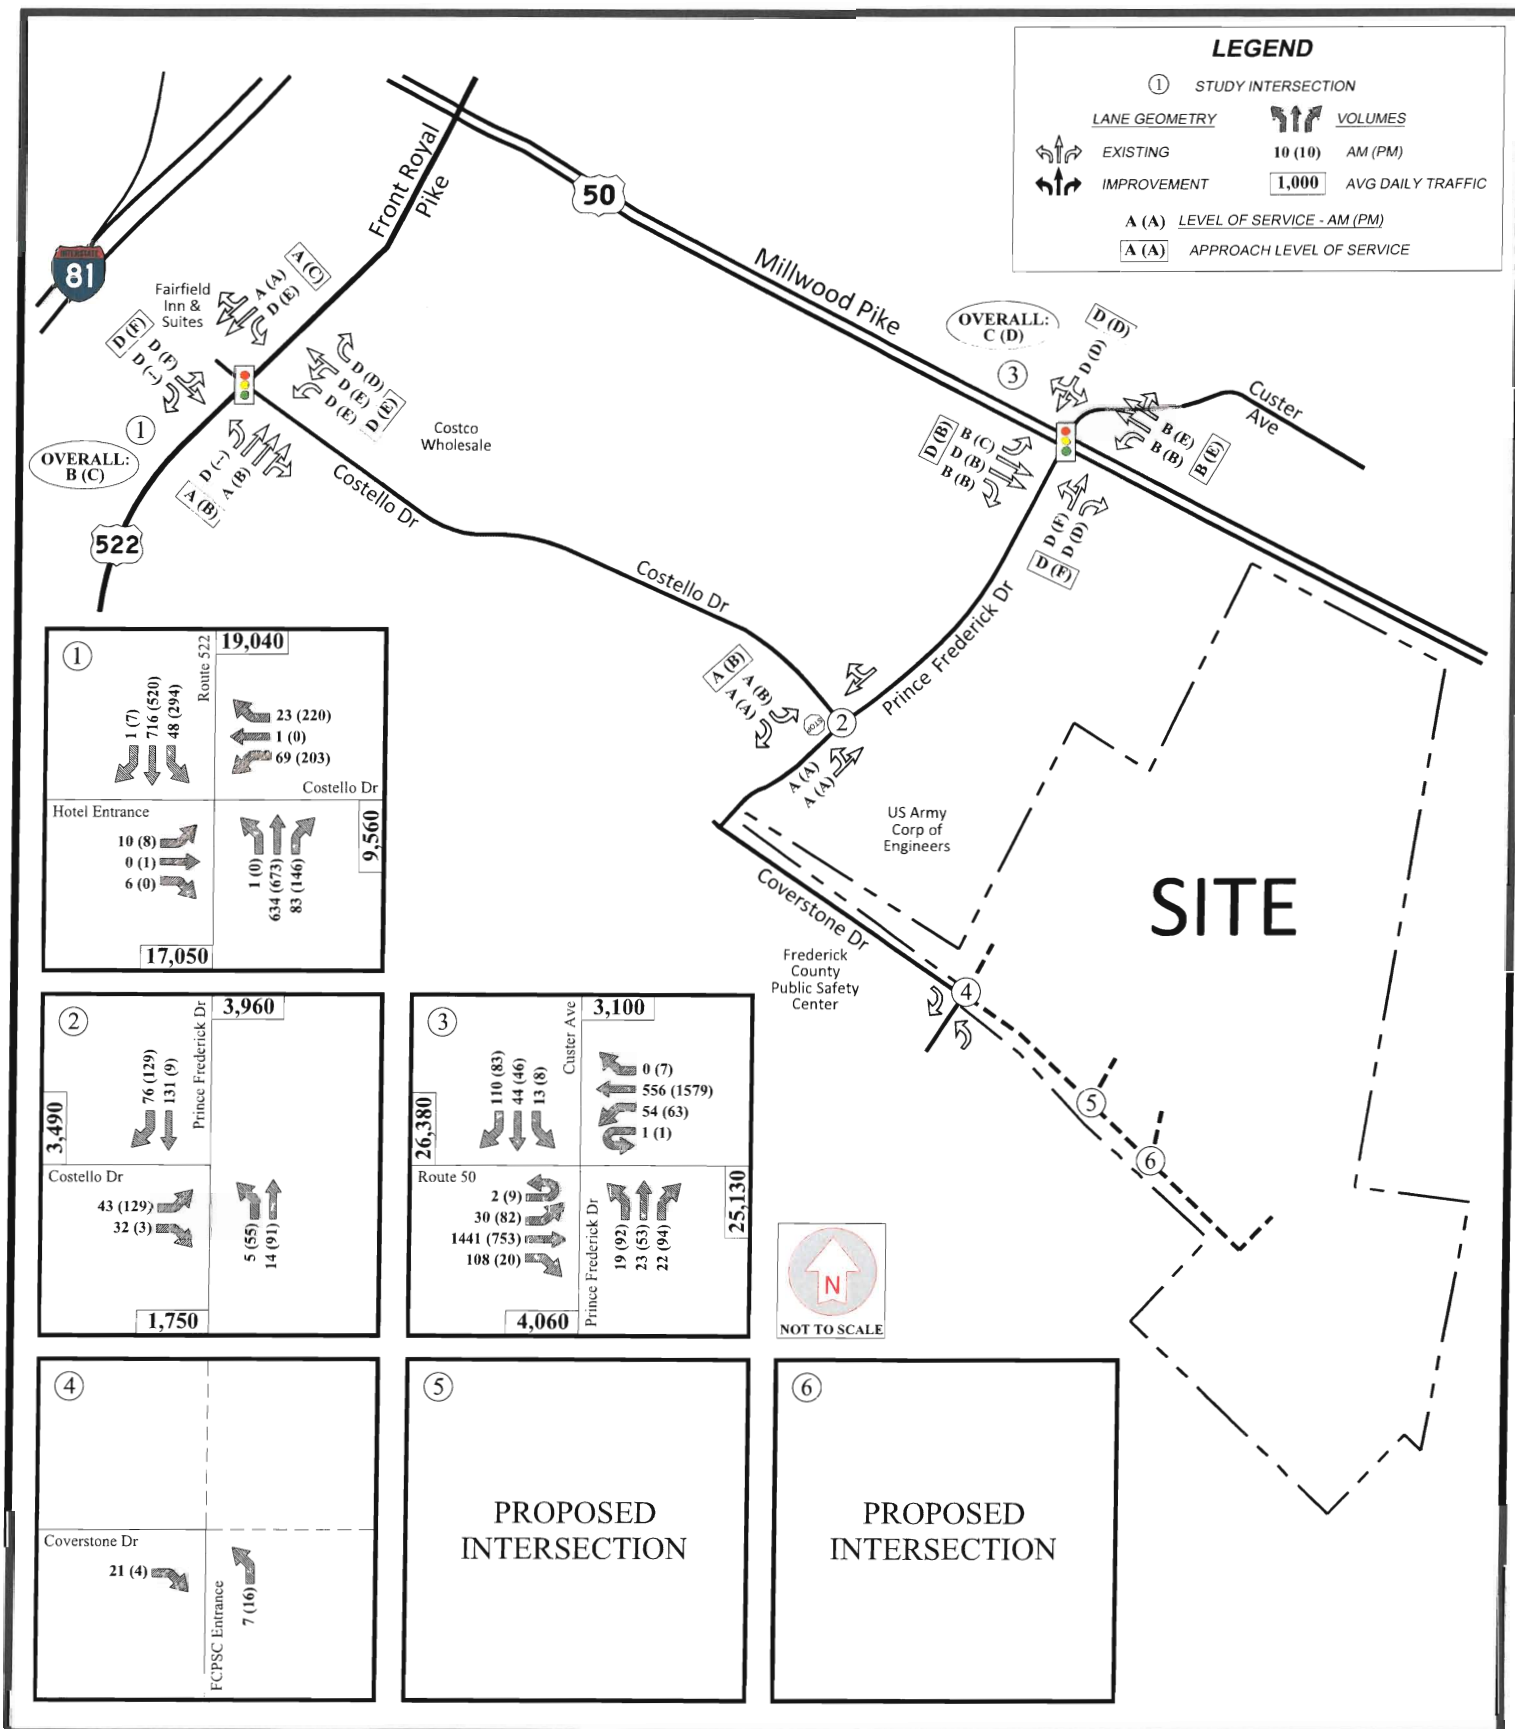 LEGEND
① STUDY INTERSECTION
LANE GEOMETRY
VOLUMES
EXISTING
10 (10) AM (PM)
IMPROVEMENT
1,000 AVG DAILY TRAFFIC
A (A) LEVEL OF SERVICE - AM (PM)
A (A) APPROACH LEVEL OF SERVICE
INTERSTATE
81
Front Royal
Pike
50
Millwood Pike
Fairfield
Inn &
Suites
A (C)
A (A)
D (E)
D (F)
D (F)
D (--)
D (D)
D (E)
D (E)
D (E)
1
OVERALL:
B (C)
D (--)
A (B)
A (B)
522
Costco
Wholesale
Costello Dr
Costello Dr
OVERALL:
C (D)
3
D (D)
D (D)
Custer
Ave
D (B)
B (C)
D (B)
B (B)
B (E)
B (B)
B (E)
D (F)
D (D)
D (F)
Prince Frederick Dr
A (B)
A (B)
A (A)
STOP
2
A (A)
A (A)
US Army
Corp of
Engineers
SITE
Coverstone Dr
Frederick
County
Public Safety
Center
4
5
6
1
Route 522
19,040
1 (7)
716 (520)
48 (294)
23 (220)
1 (0)
69 (203)
Costello Dr
Hotel Entrance
10 (8)
0 (1)
6 (0)
1 (0)
634 (673)
83 (146)
9,560
17,050
2
Prince Frederick Dr
3,960
76 (129)
131 (9)
3,490
Costello Dr
43 (129)
32 (3)
5 (55)
14 (91)
1,750
3
Custer Ave
3,100
110 (83)
44 (46)
13 (8)
0 (7)
556 (1579)
54 (63)
1 (1)
26,380
Route 50
2 (9)
30 (82)
1441 (753)
108 (20)
Prince Frederick Dr
19 (92)
23 (53)
22 (94)
25,130
4,060
N
NOT TO SCALE
4
Coverstone Dr
21 (4)
FCPSC Entrance
7 (16)
5
PROPOSED
INTERSECTION
6
PROPOSED
INTERSECTION